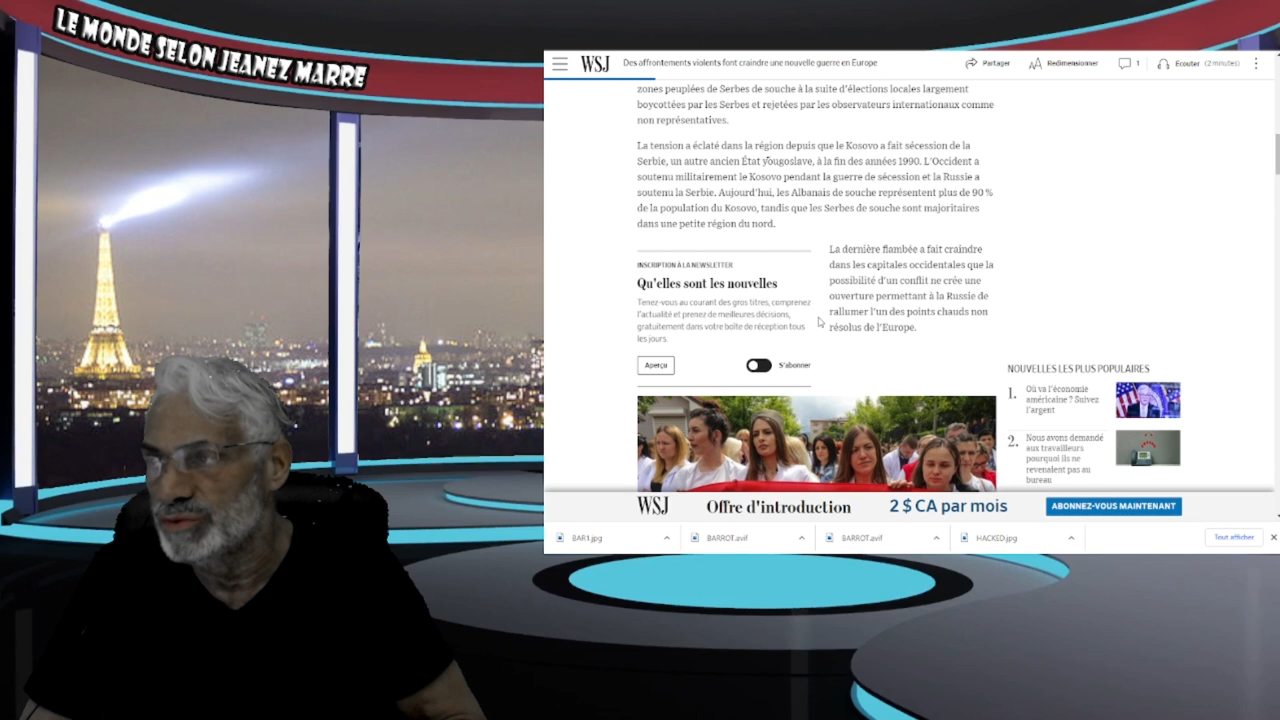 LE MONDE SELON JEANEZ MARRE
WSJ
Des affrontements violents font craindre une nouvelle guerre en Europe
Partager
Redimensionner
1
Écouter (2 minutes)
zones peuplées de Serbes de souche à la suite d'élections locales largement
boycottées par les Serbes et rejetées par les observateurs internationaux comme
non représentatives.
La tension a éclaté dans la région depuis que le Kosovo a fait sécession de la
Serbie, un autre ancien État yougoslave, à la fin des années 1990. L'Occident a
soutenu militairement le Kosovo pendant la guerre de sécession et la Russie a
soutenu la Serbie. Aujourd'hui, les Albanais de souche représentent plus de 90 %
de la population du Kosovo, tandis que les Serbes de souche sont majoritaires
dans une petite région du nord.
INSCRIPTION À LA NEWSLETTER
Qu'elles sont les nouvelles
Tenez-vous au courant des gros titres, comprenez
l'actualité et prenez de meilleures décisions,
gratuitement dans votre boîte de réception tous
les jours.
Aperçu
S'abonner
La dernière flambée a fait craindre
dans les capitales occidentales que la
possibilité d'un conflit ne crée une
ouverture permettant à la Russie de
rallumer l'un des points chauds non
résolus de l'Europe.
NOUVELLES LES PLUS POPULAIRES
1.
Où va l'économie
américaine ? Suivez
l'argent
2.
Nous avons demandé
aux travailleurs
pourquoi ils ne
revenaient pas au
bureau
WSJ
Offre d'introduction
2 $ CA par mois
ABONNEZ-VOUS MAINTENANT
BAR1.jpg
BARROT.avif
BARROT.avif
HACKED.jpg
Tout afficher